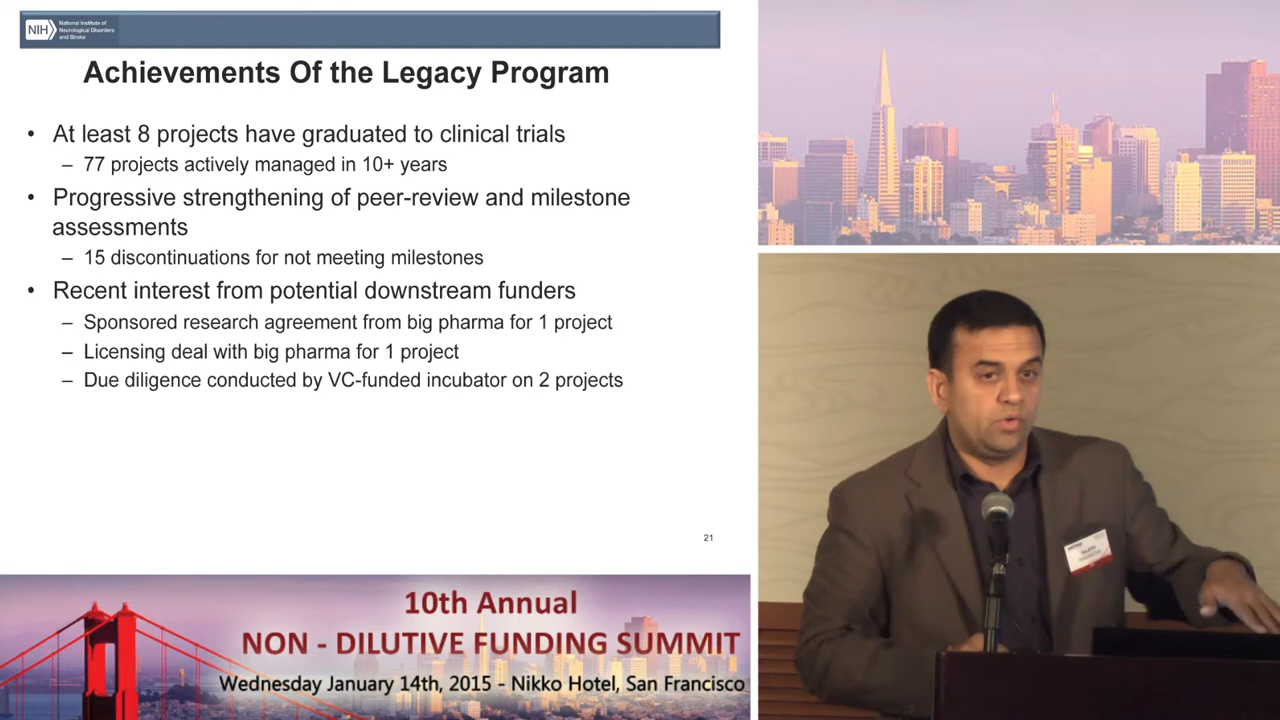 NIH
National Institute of
Neurological Disorders
and Stroke
Achievements Of the Legacy Program
• At least 8 projects have graduated to clinical trials
– 77 projects actively managed in 10+ years
• Progressive strengthening of peer-review and milestone
assessments
– 15 discontinuations for not meeting milestones
• Recent interest from potential downstream funders
– Sponsored research agreement from big pharma for 1 project
– Licensing deal with big pharma for 1 project
– Due diligence conducted by VC-funded incubator on 2 projects
21
10th Annual
NON - DILUTIVE FUNDING SUMMIT
Wednesday January 14th, 2015 - Nikko Hotel, San Francisco